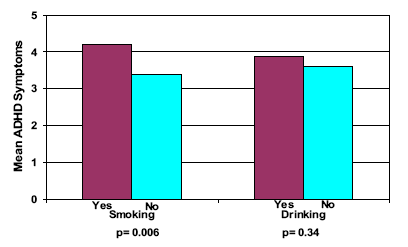 Mean ADHD Symptoms
5
4
3
2
1
0
Yes No Yes No
Smoking Drinking
p= 0.006 p= 0.34